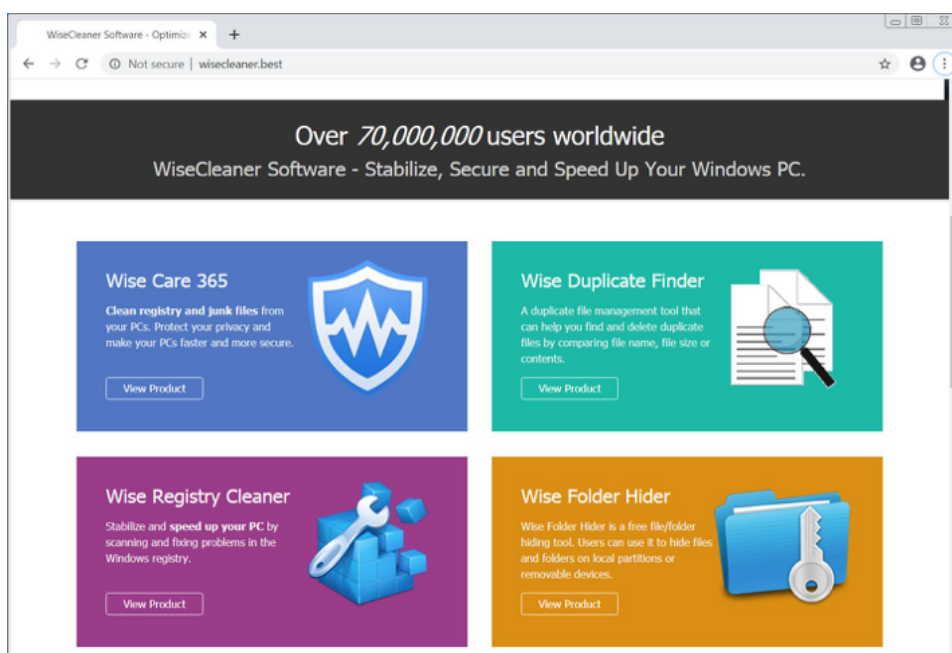 WiseCleaner Software - Optimiz
Not secure | wisecleaner.best
Over 70,000,000 users worldwide
WiseCleaner Software - Stabilize, Secure and Speed Up Your Windows PC.
Wise Care 365
Clean registry and junk files from
your PCs. Protect your privacy and
make your PCs faster and more secure.
View Product
Wise Duplicate Finder
A duplicate file management tool that
can help you find and delete duplicate
files by comparing file name, file size or
contents.
View Product
Wise Registry Cleaner
Stabilize and speed up your PC by
scanning and fixing problems in the
Windows registry.
View Product
Wise Folder Hider
Wise Folder Hider is a free file/folder
hiding tool. Users can use it to hide files
and folders on local partitions or
removable devices.
View Product